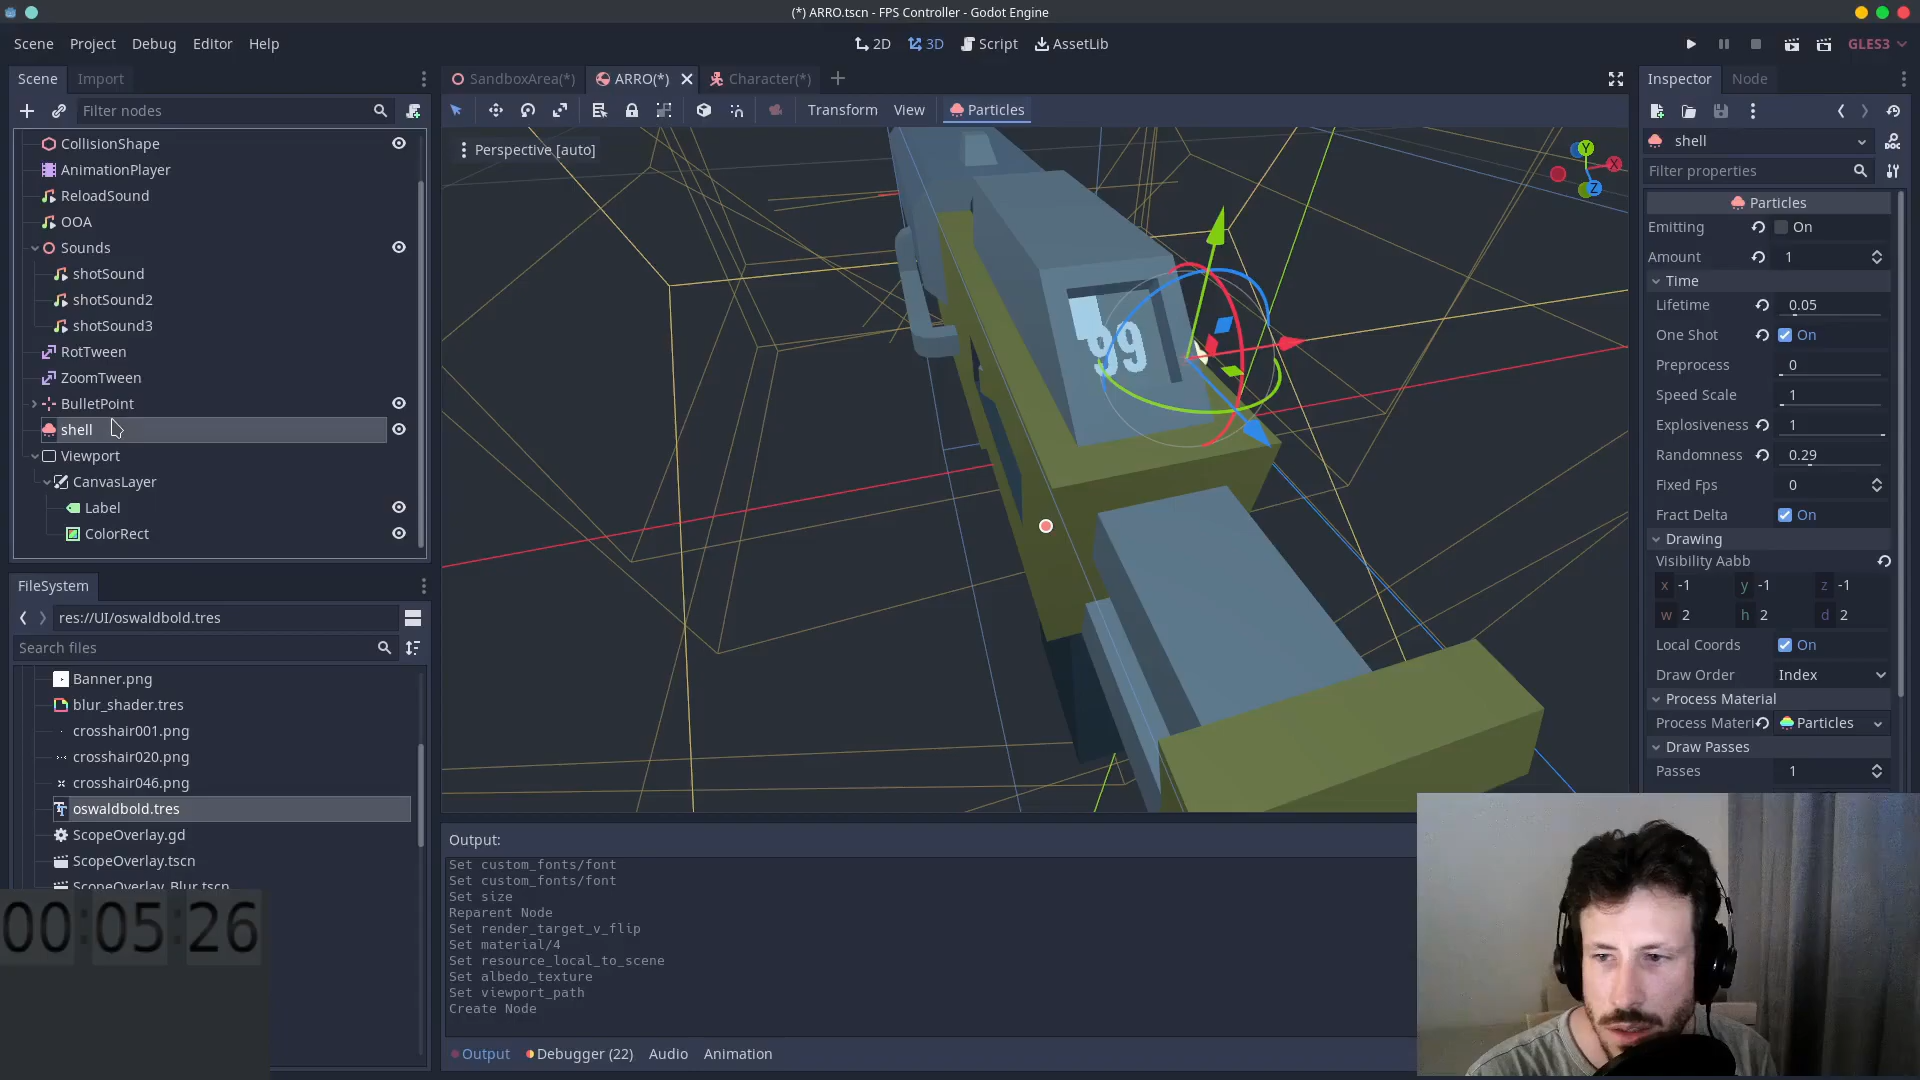 (*) ARRO.tscn - FPS Controller - Godot Engine
Scene Project Debug Editor Help
2D 3D Script AssetLib
GLES3
Scene Import
Filter nodes
CollisionShape
AnimationPlayer
ReloadSound
OOA
Sounds
shotSound
shotSound2
shotSound3
RotTween
ZoomTween
BulletPoint
shell
Viewport
CanvasLayer
Label
ColorRect
FileSystem
res://UI/oswaldbold.tres
Search files
Banner.png
blur_shader.tres
crosshair001.png
crosshair020.png
crosshair046.png
oswaldbold.tres
ScopeOverlay.gd
ScopeOverlay.tscn
ScopeOverlay_Blur.tscn
00:05:26
SandboxArea(*) ARRO(*) Character(*)
Transform View Particles
Perspective [auto]
99
Y
X
Z
Output:
Set custom_fonts/font
Set custom_fonts/font
Set size
Reparent Node
Set render_target_v_flip
Set material/4
Set resource_local_to_scene
Set albedo_texture
Set viewport_path
Create Node
Output Debugger (22) Audio Animation
Inspector Node
shell
Filter properties
Particles
Emitting On
Amount 1
Time
Lifetime 0.05
One Shot On
Preprocess 0
Speed Scale 1
Explosiveness 1
Randomness 0.29
Fixed Fps 0
Fract Delta On
Drawing
Visibility Aabb
x -1 y -1 z -1
w 2 h 2 d 2
Local Coords On
Draw Order Index
Process Material
Process Materi Particles
Draw Passes
Passes 1